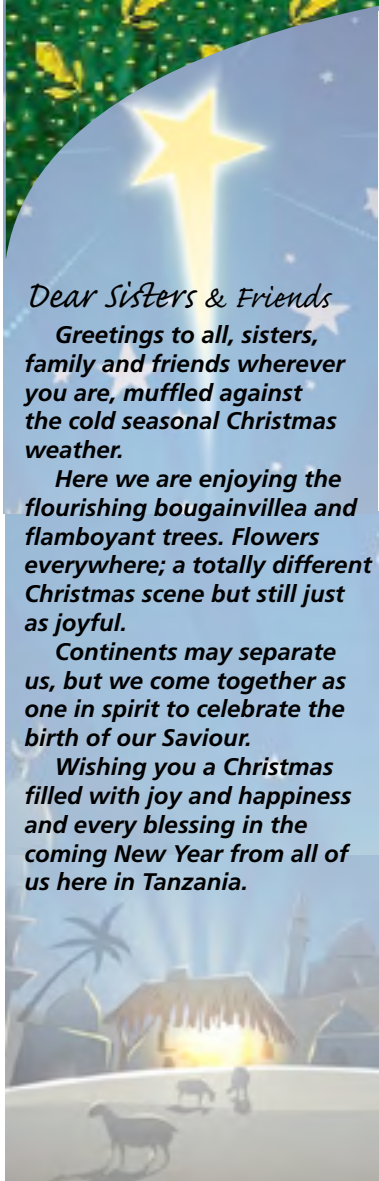 Dear Sisters & Friends
Greetings to all, sisters,
family and friends wherever
you are, muffled against
the cold seasonal Christmas
weather.
Here we are enjoying the
flourishing bougainvillea and
flamboyant trees. Flowers
everywhere; a totally different
Christmas scene but still just
as joyful.
Continents may separate
us, but we come together as
one in spirit to celebrate the
birth of our Saviour.
Wishing you a Christmas
filled with joy and happiness
and every blessing in the
coming New Year from all of
us here in Tanzania.